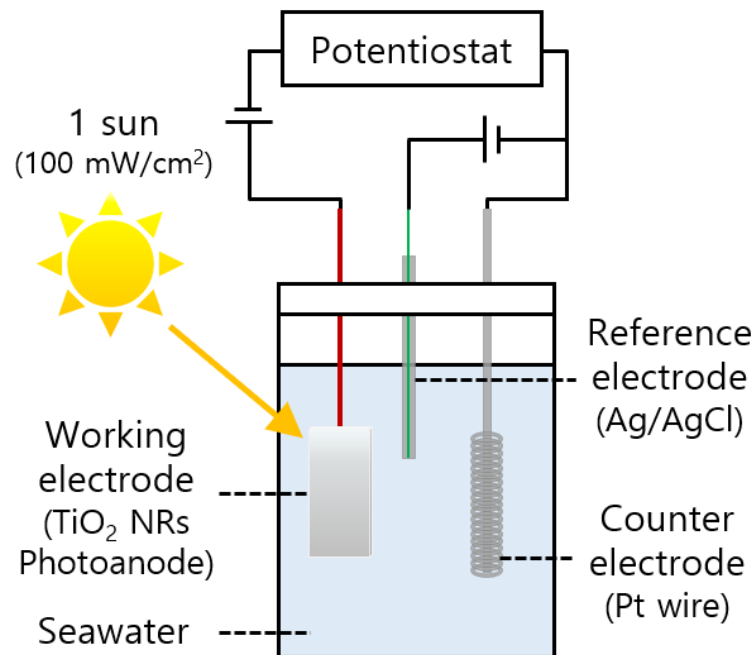 Potentiostat
1 sun
(100 mW/cm²)
Reference
electrode
(Ag/AgCl)
Working
electrode
(TiO₂ NRs
Photoanode)
Counter
electrode
(Pt wire)
Seawater